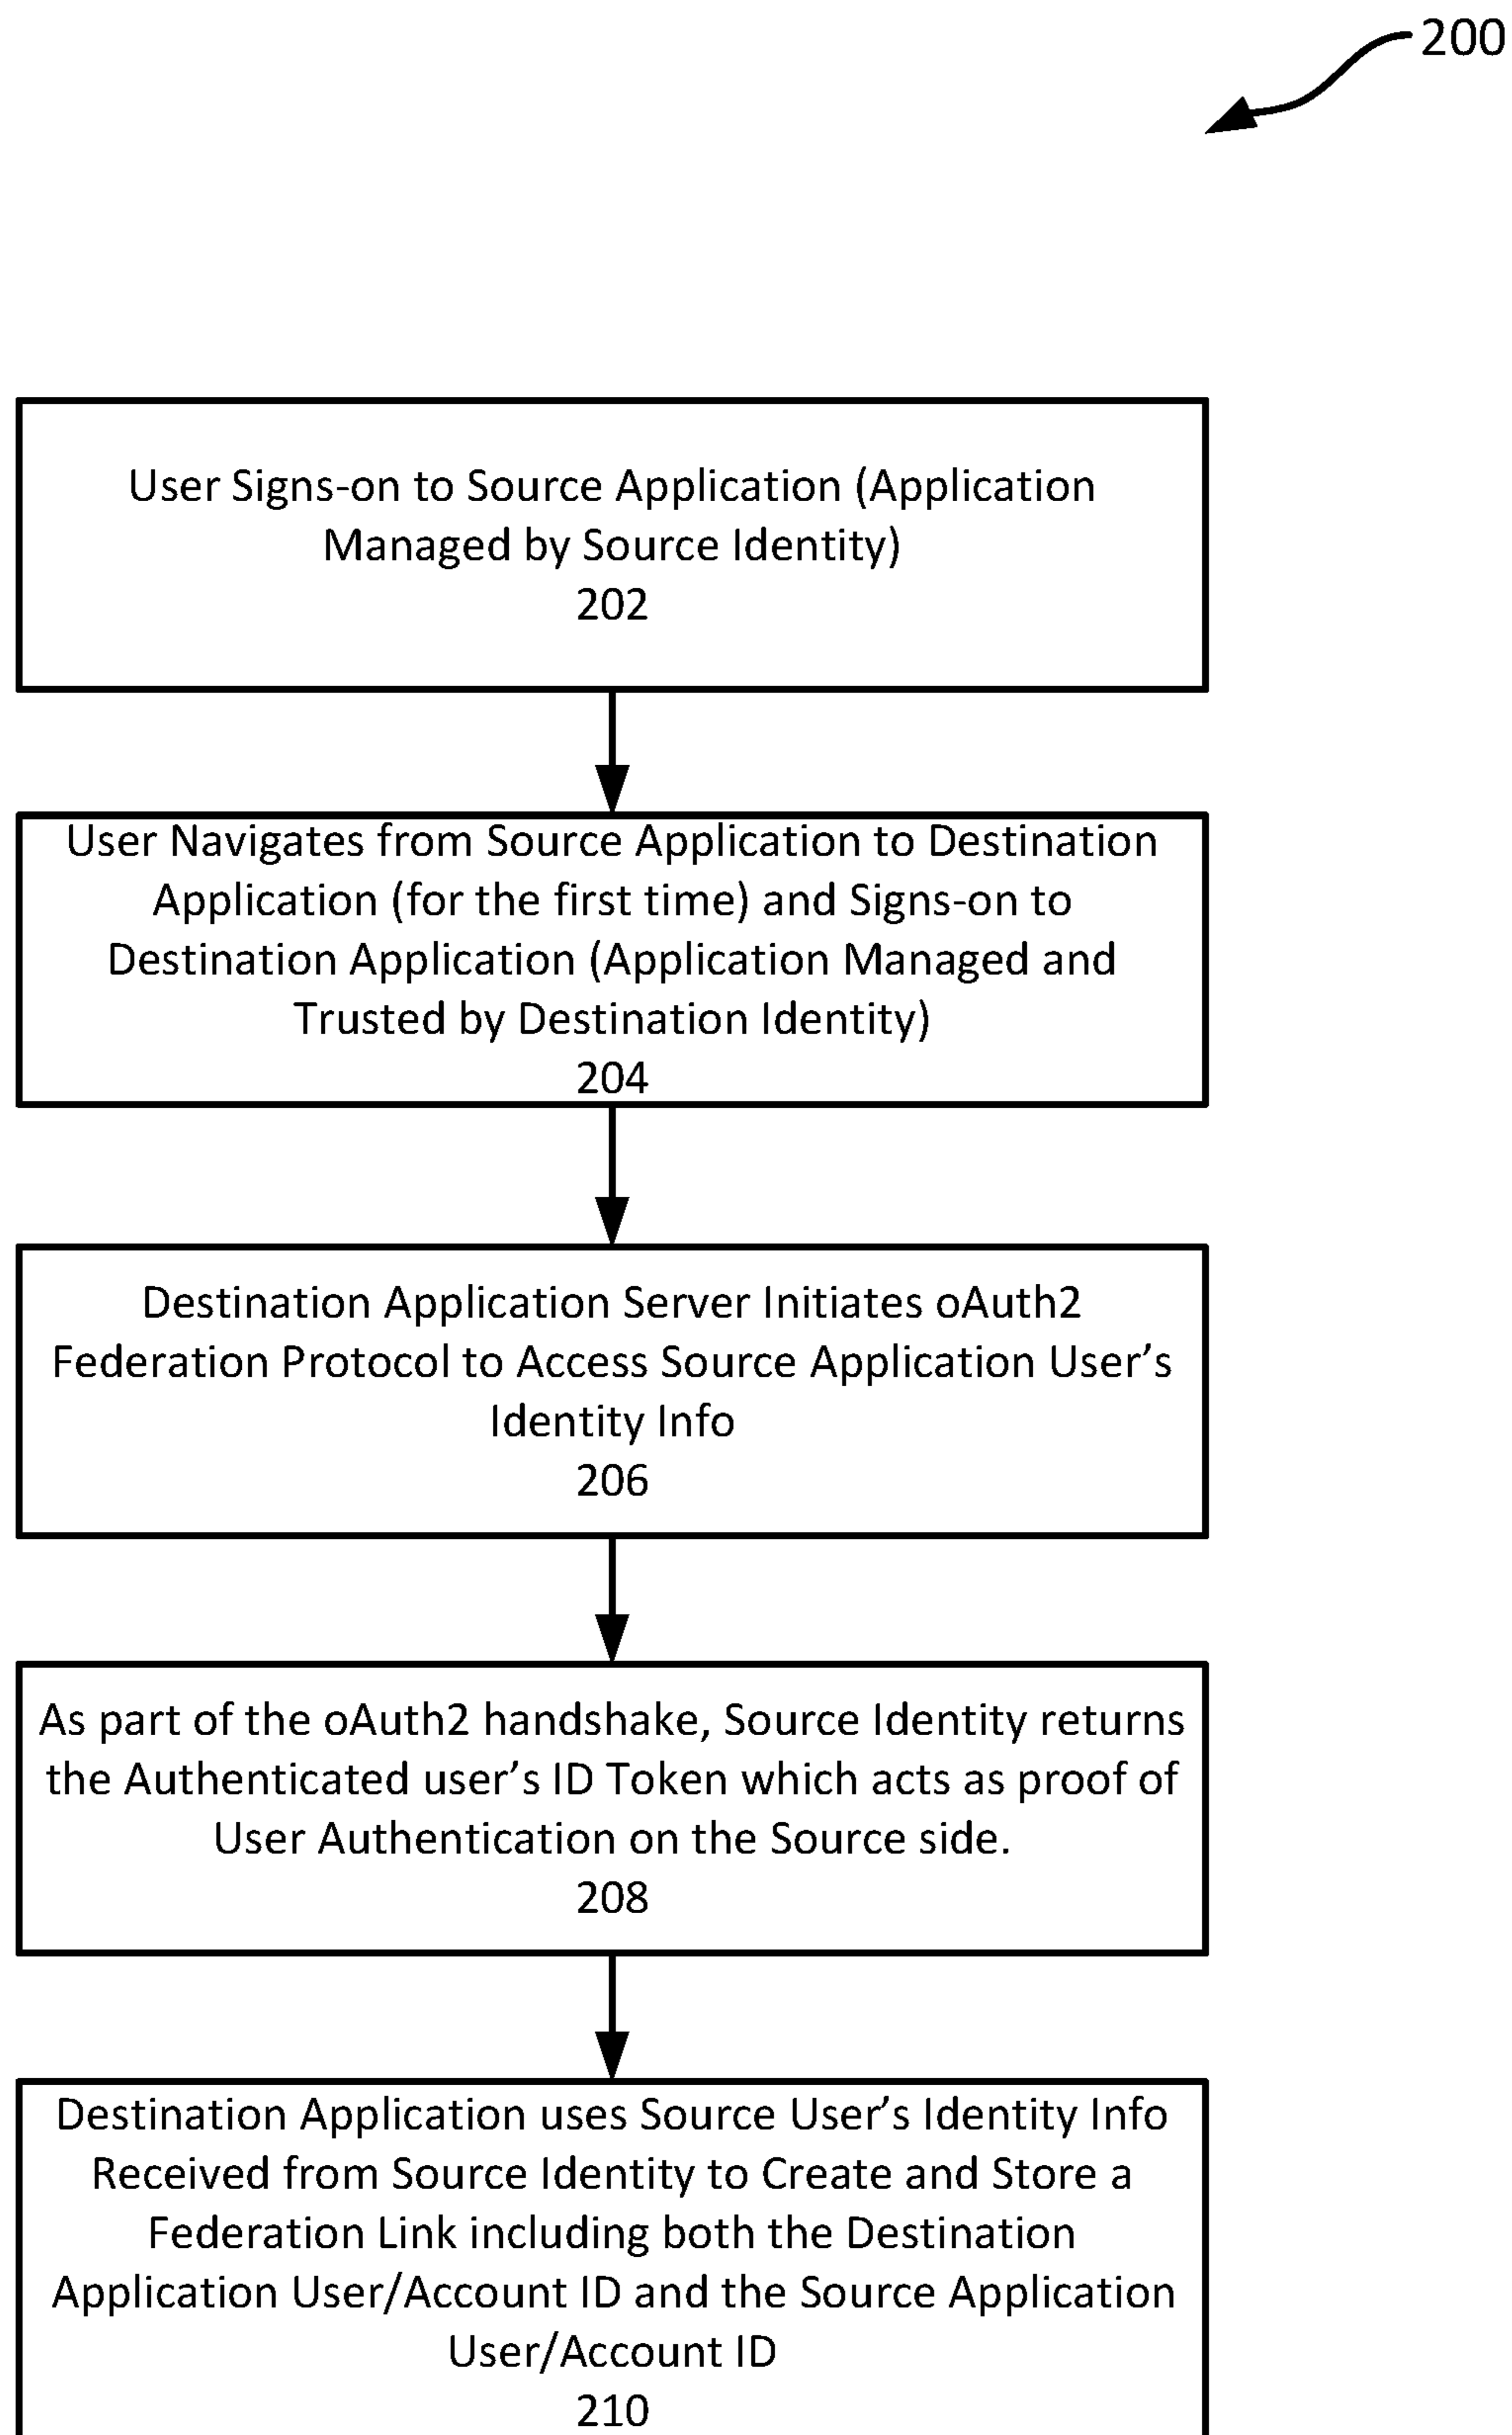 200
User Signs-on to Source Application (Application
Managed by Source Identity)
202
User Navigates from Source Application to Destination
Application (for the first time) and Signs-on to
Destination Application (Application Managed and
Trusted by Destination Identity)
204
Destination Application Server Initiates oAuth2
Federation Protocol to Access Source Application User’s
Identity Info
206
As part of the oAuth2 handshake, Source Identity returns
the Authenticated user’s ID Token which acts as proof of
User Authentication on the Source side.
208
Destination Application uses Source User’s Identity Info
Received from Source Identity to Create and Store a
Federation Link including both the Destination
Application User/Account ID and the Source Application
User/Account ID
210